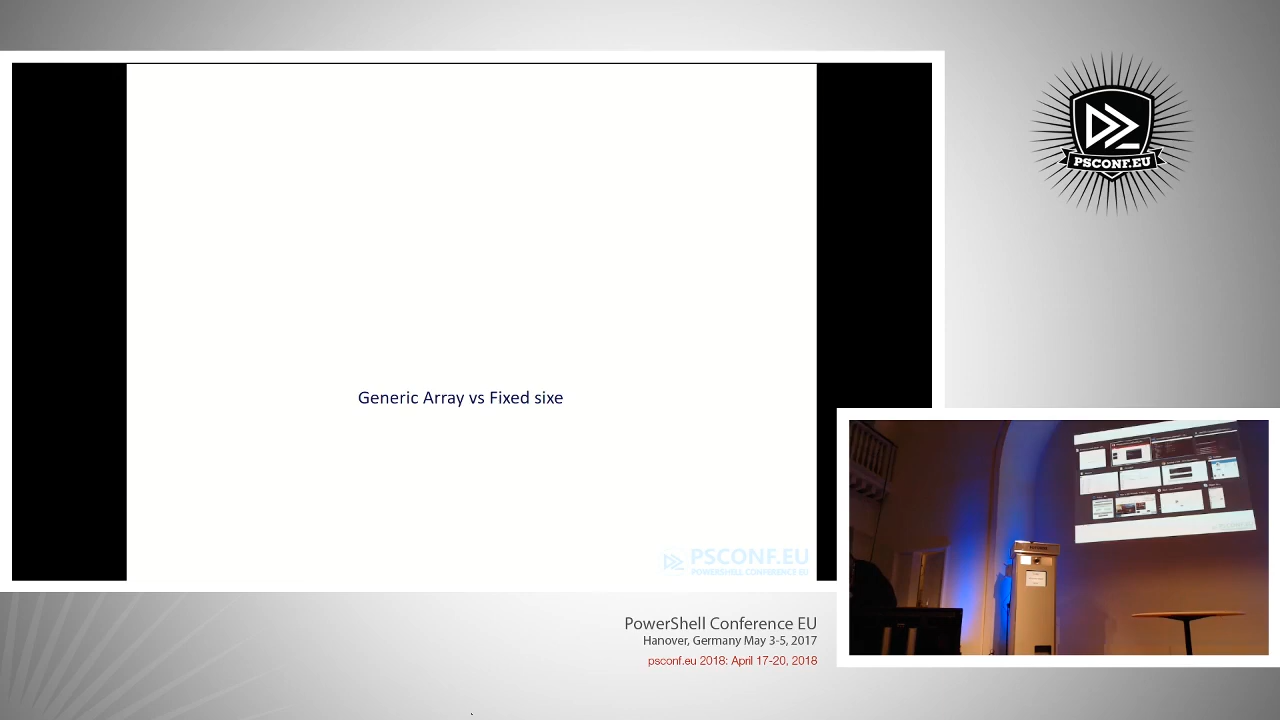 Generic Array vs Fixed sixe
PSCONF.EU
POWERSHELL CONFERENCE EU
PSCONF.EU
PowerShell Conference EU
Hanover, Germany May 3-5, 2017
psconf.eu 2018: April 17-20, 2018